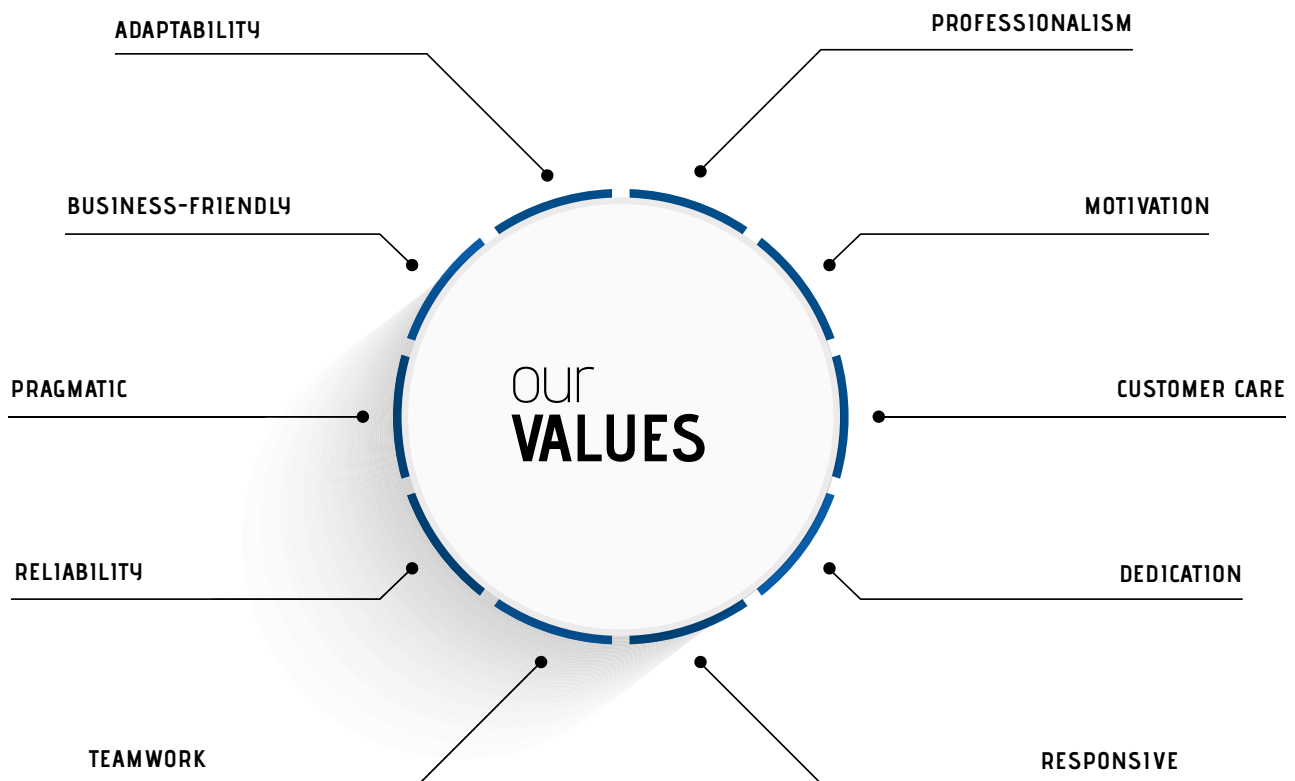 ADAPTABILITY
PROFESSIONALISM
BUSINESS-FRIENDLY
MOTIVATION
PRAGMATIC
CUSTOMER CARE
our
VALUES
RELIABILITY
DEDICATION
TEAMWORK
RESPONSIVE